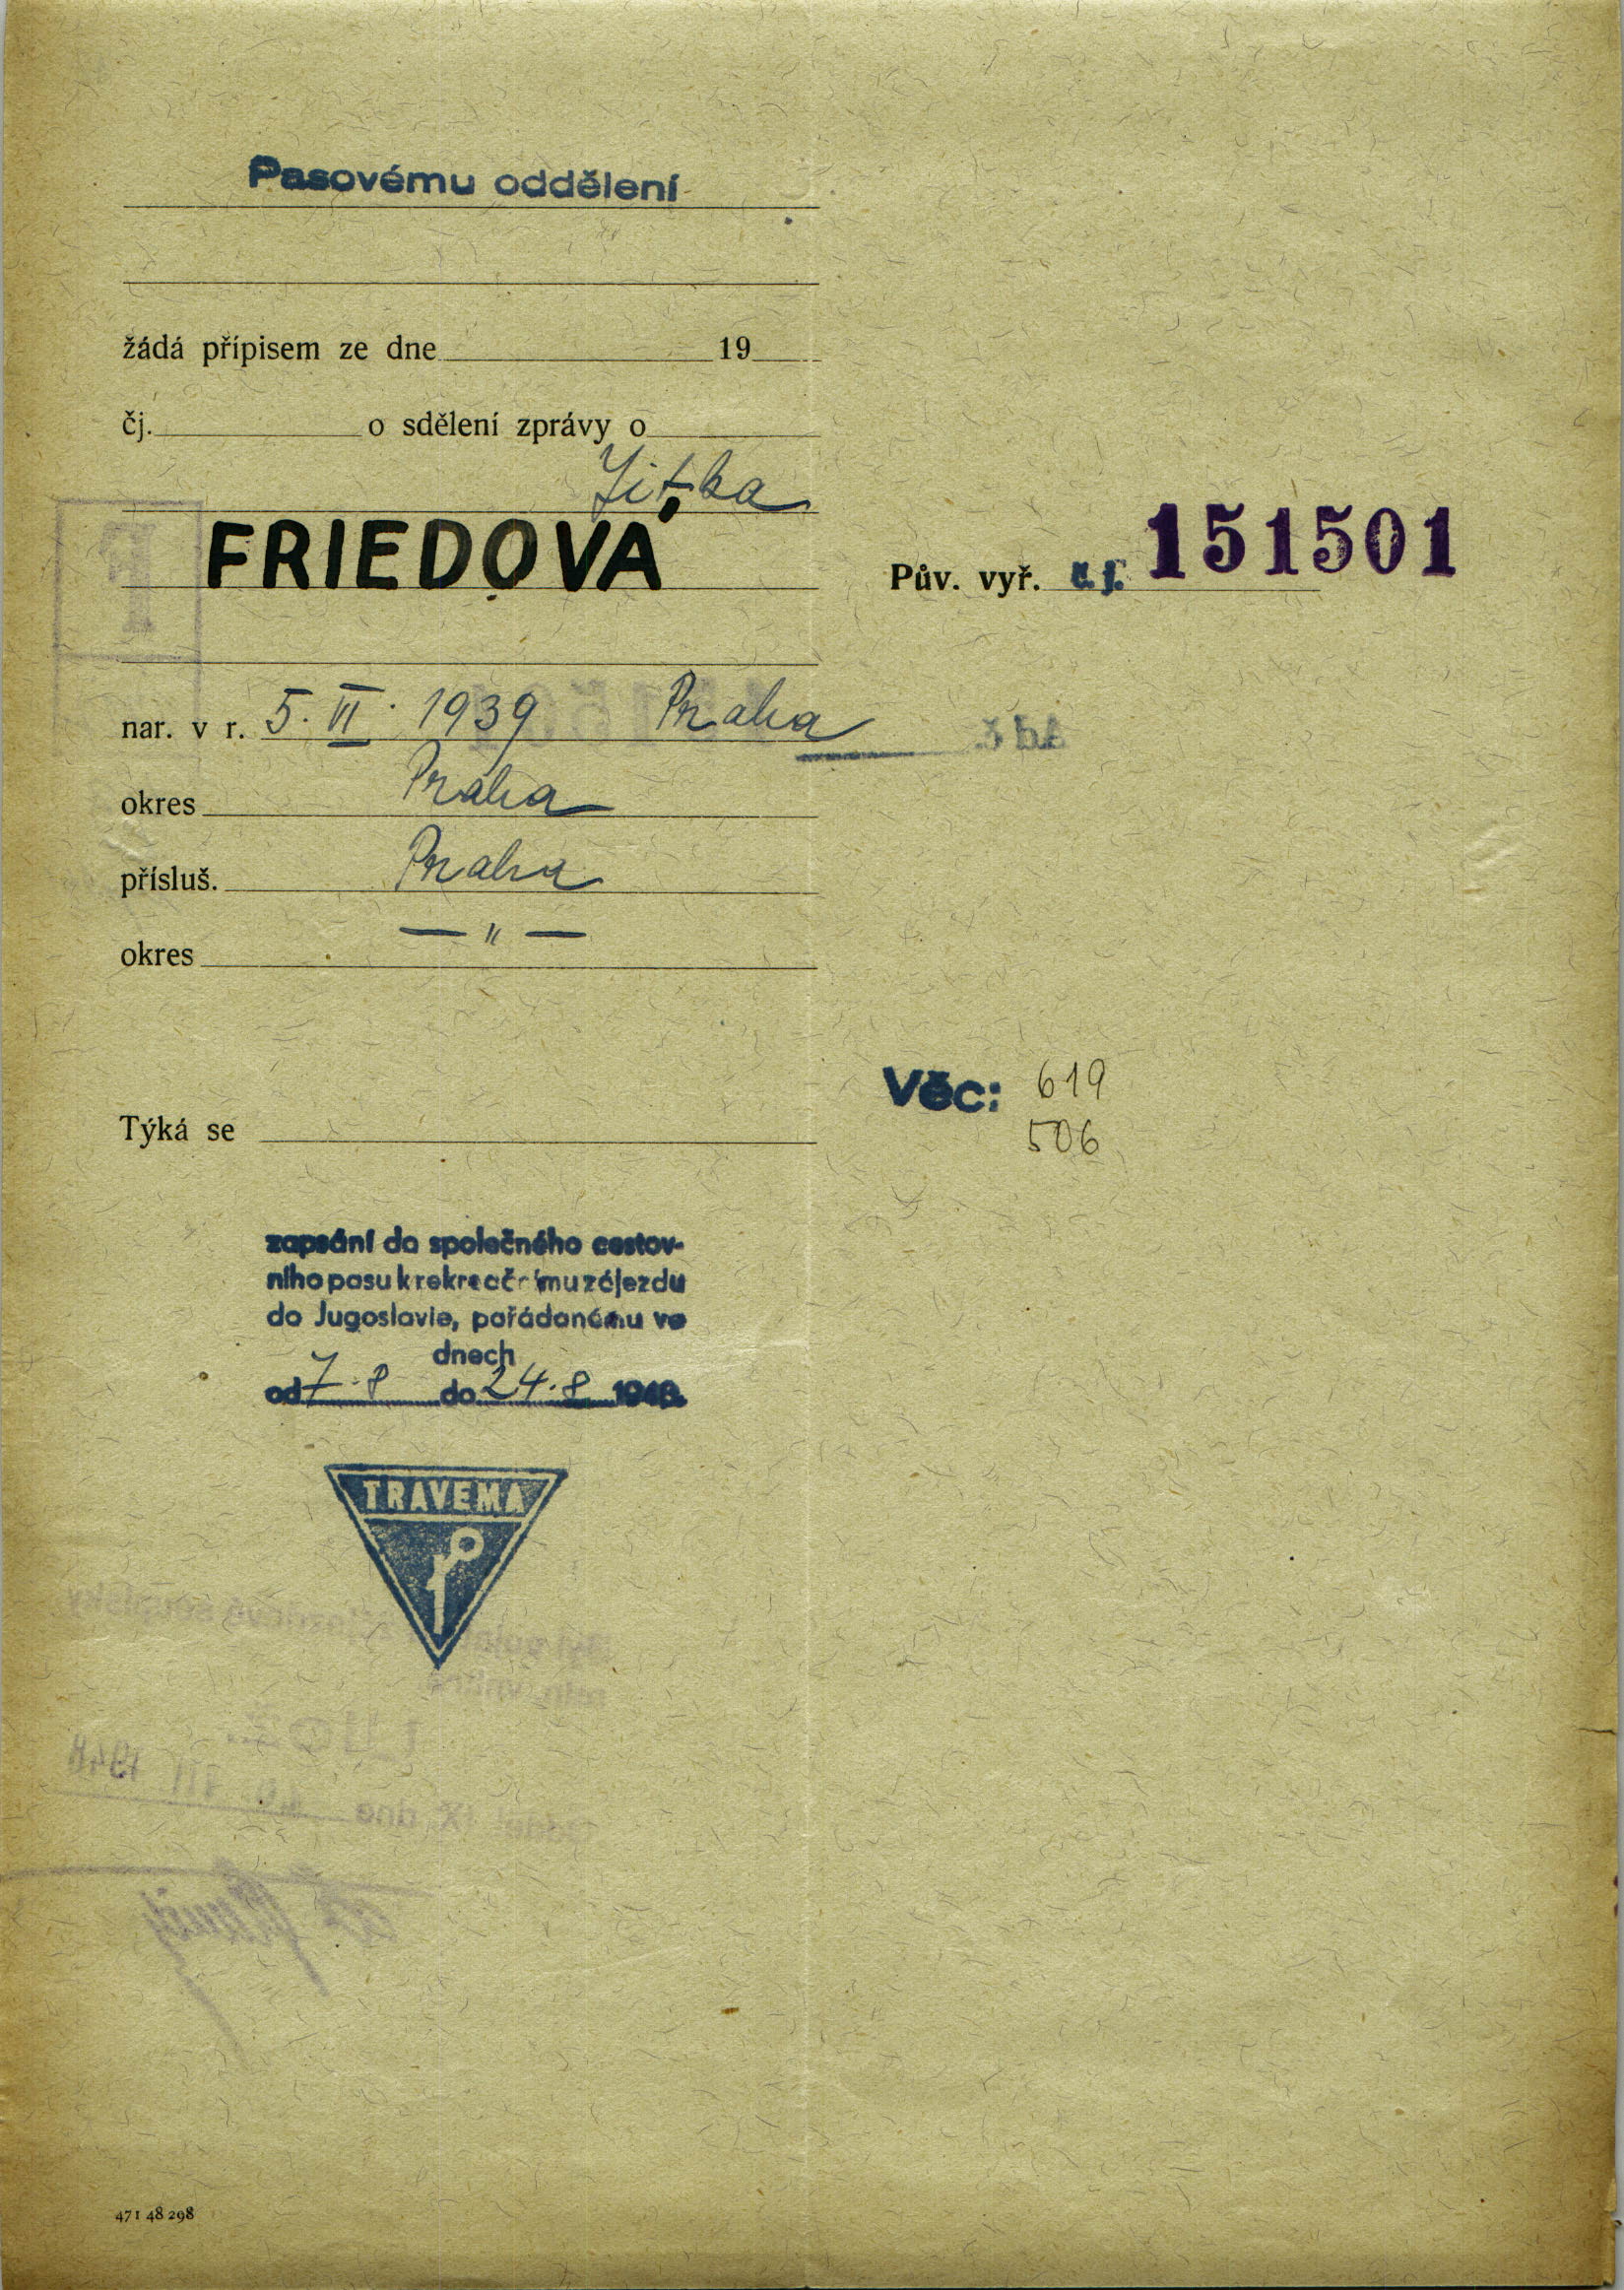 Pasovému oddělení
žádá přípisem ze dne 19
čj. o sdělení zprávy o
Jitka
FRIEDOVÁ
Pův. vyř. č.j. 151501
nar. v r. 5. VI. 1939 Praha
Ad č.
okres Praha
přísluš. Praha
okres — " —
Věc: 619
506
Týká se
zapsání do společného cestov-
ního pasu k rekreačnímu zájezdu
do Jugoslavie, pořádanému ve
dnech
od 7.8 do 24.8 1948.
TRAVEMA
47I 48 298